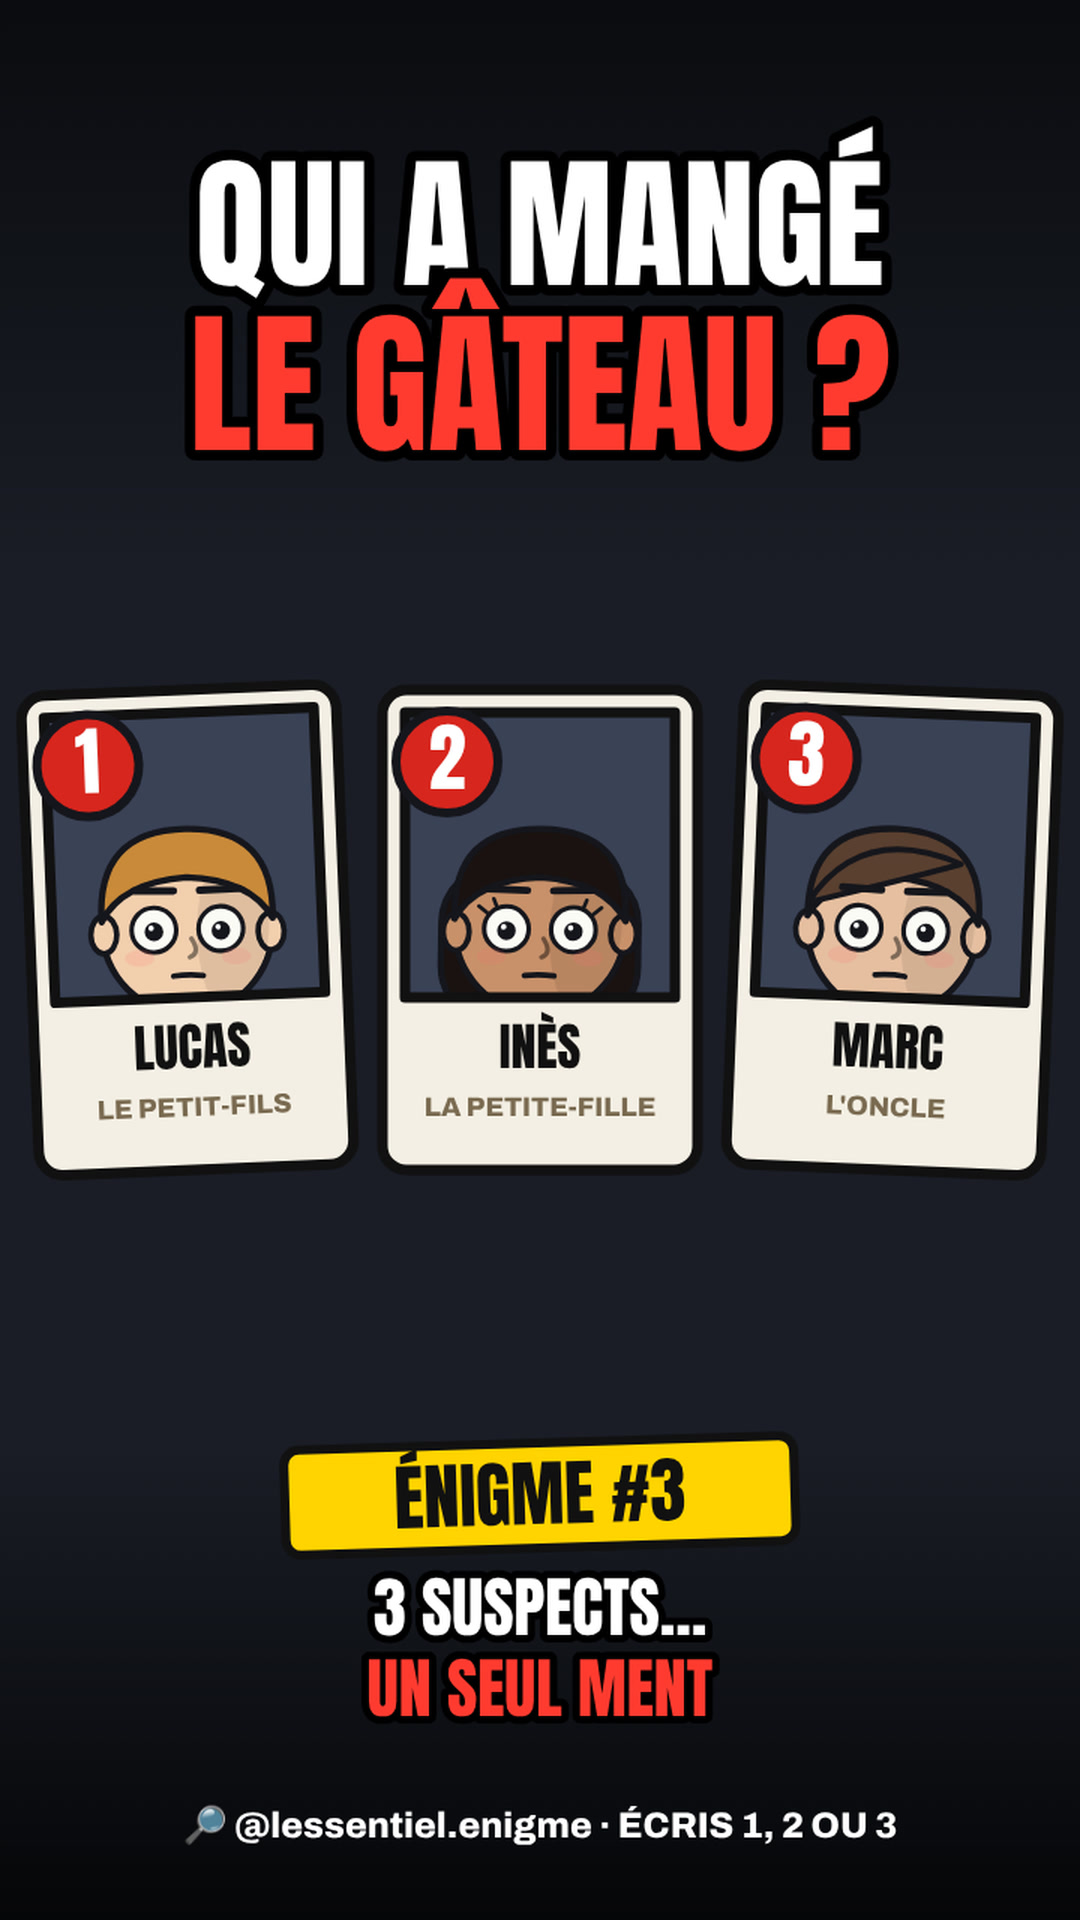 QUI A MANGÉ
LE GÂTEAU ?
1
2
3
LUCAS
LE PETIT-FILS
INÈS
LA PETITE-FILLE
MARC
L'ONCLE
ÉNIGME #3
3 SUSPECTS...
UN SEUL MENT
🔎 @lessentiel.enigme · ÉCRIS 1, 2 OU 3